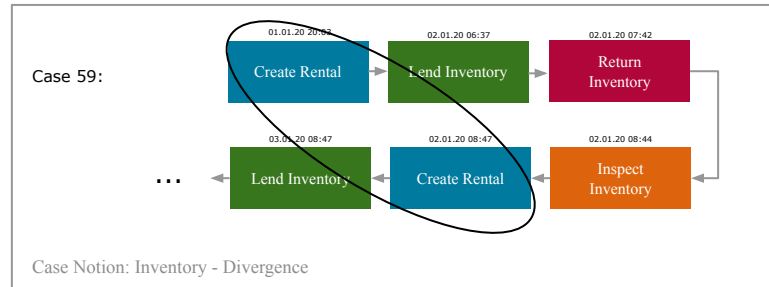 01.01.20 20:03
02.01.20 06:37
02.01.20 07:42
Case 59:
Create Rental
Lend Inventory
Return
Inventory
03.01.20 08:47
02.01.20 08:47
02.01.20 08:44
...
Lend Inventory
Create Rental
Inspect
Inventory
Case Notion: Inventory - Divergence